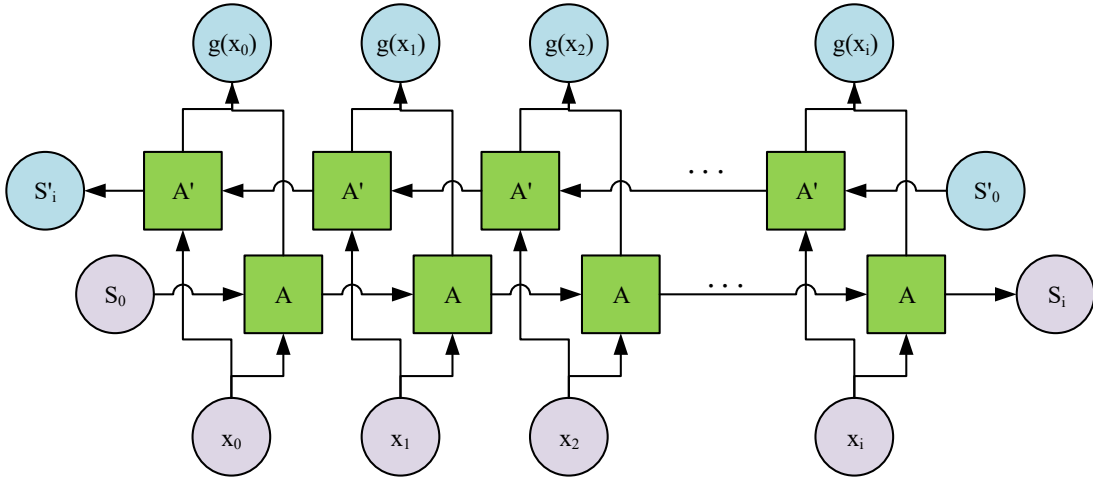 g(x₀) g(x₁) g(x₂) g(xᵢ)
. . .
S'ᵢ A' A' A' A' S'₀
S₀ A A A . . . A Sᵢ
x₀ x₁ x₂ xᵢ